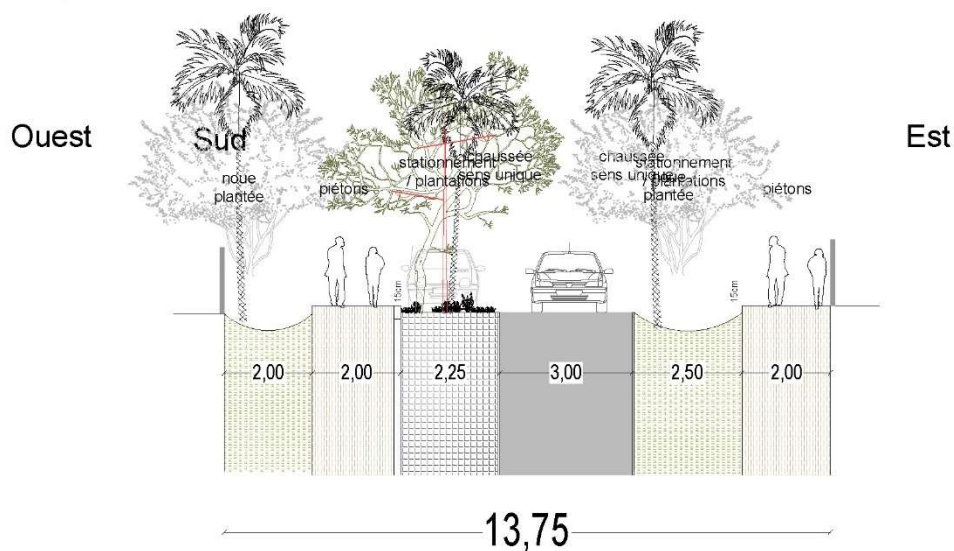 Ouest
Sud
Est
noue
plantée
piétons
stationnement
/ plantations
chaussée
sens unique
chaussée
sens unique
stationnement
/ plantations
noue
plantée
piétons
15cm
15cm
2,00
2,00
2,25
3,00
2,50
2,00
13,75